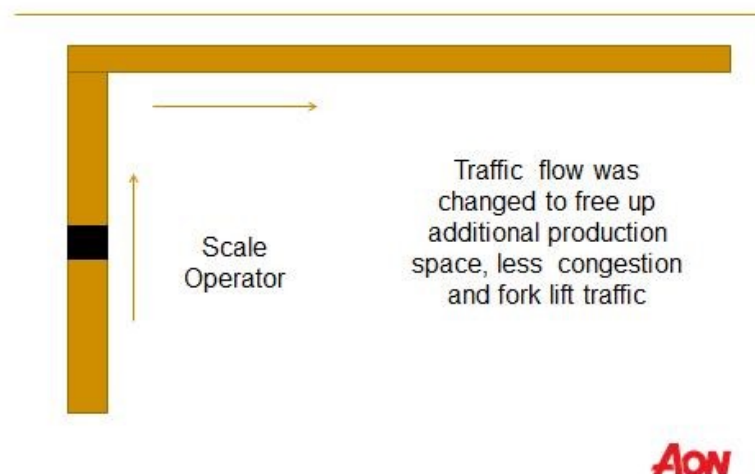 Scale
Operator
Traffic flow was
changed to free up
additional production
space, less congestion
and fork lift traffic
AON